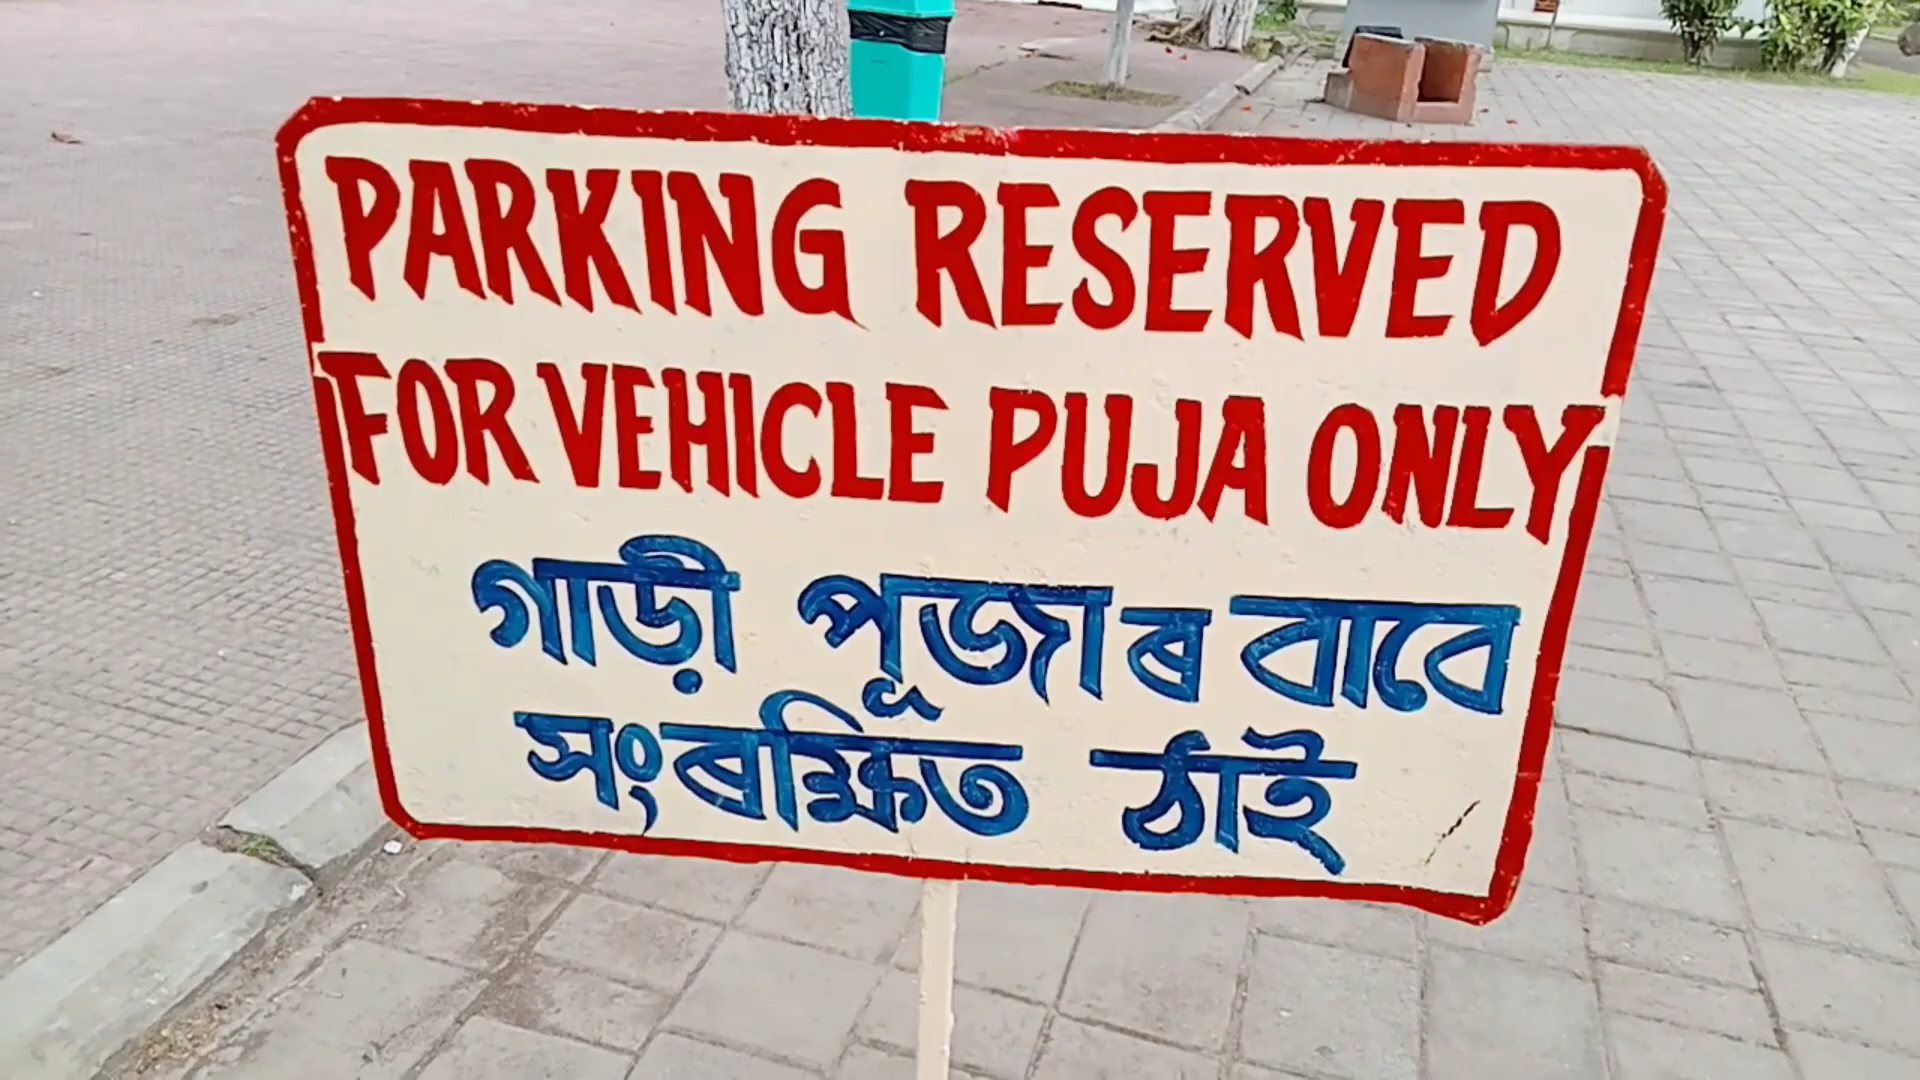 PARKING RESERVED
FOR VEHICLE PUJA ONLY
গাড়ী পূজাৰ বাবে
সংৰক্ষিত ঠাই